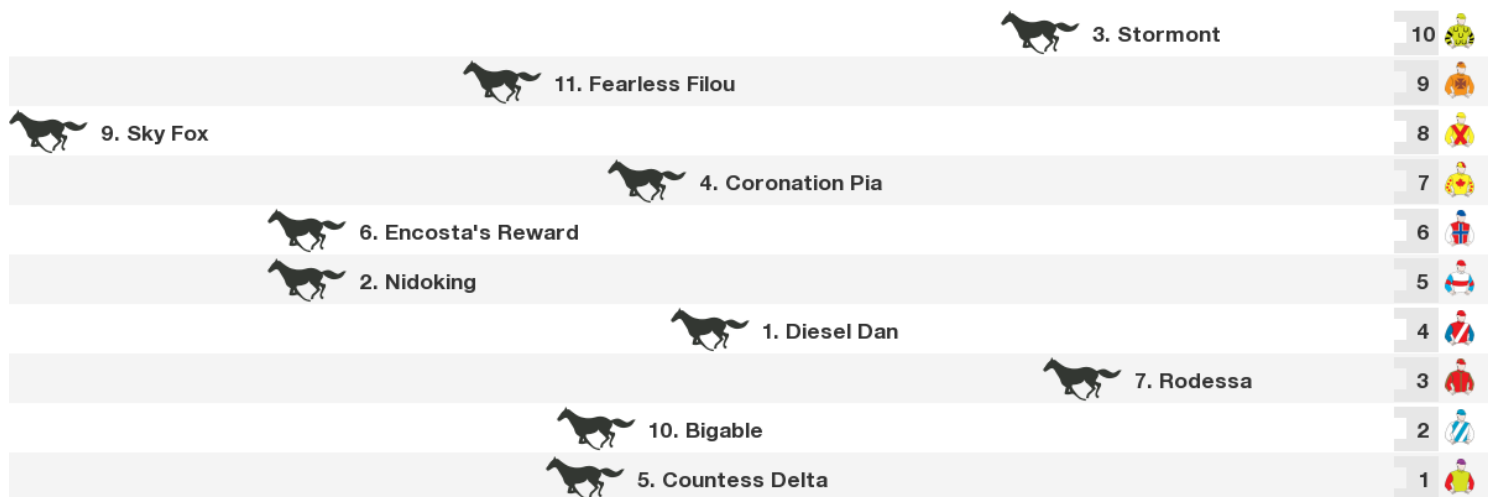 3. Stormont 10
11. Fearless Filou 9
9. Sky Fox 8
4. Coronation Pia 7
6. Encosta's Reward 6
2. Nidoking 5
1. Diesel Dan 4
7. Rodessa 3
10. Bigable 2
5. Countess Delta 1